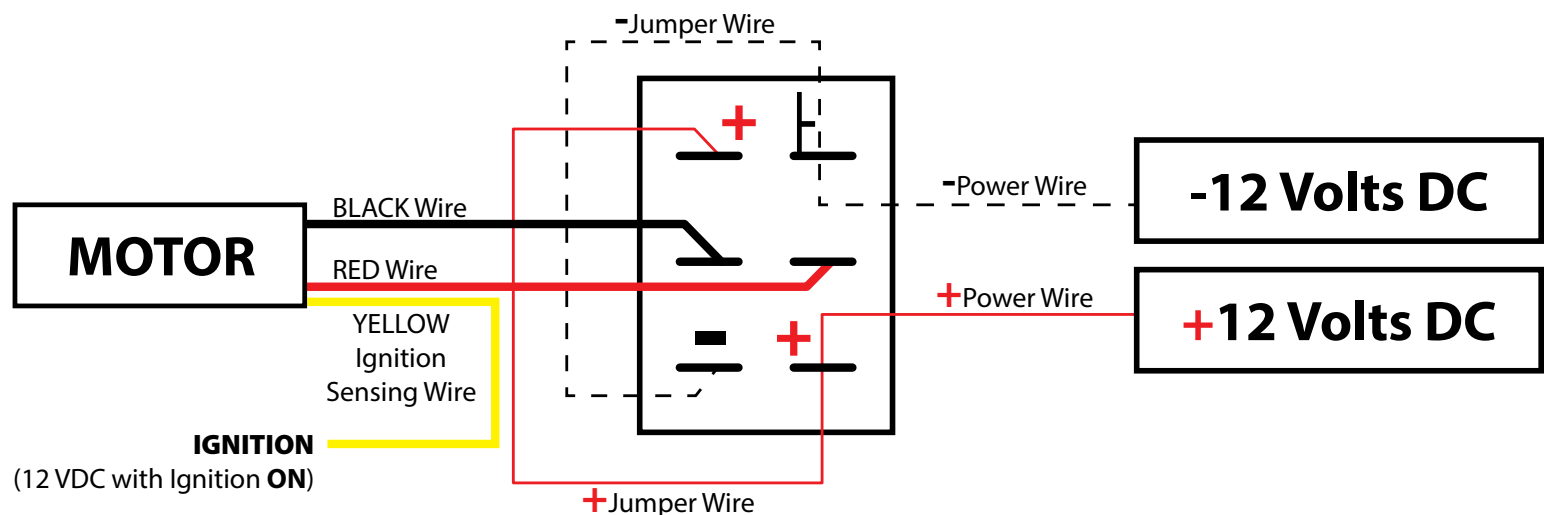 -Jumper Wire
+
-Power Wire
-12 Volts DC
BLACK Wire
MOTOR
RED Wire
+Power Wire
+12 Volts DC
YELLOW
Ignition
Sensing Wire
- +
IGNITION
(12 VDC with Ignition ON)
+Jumper Wire